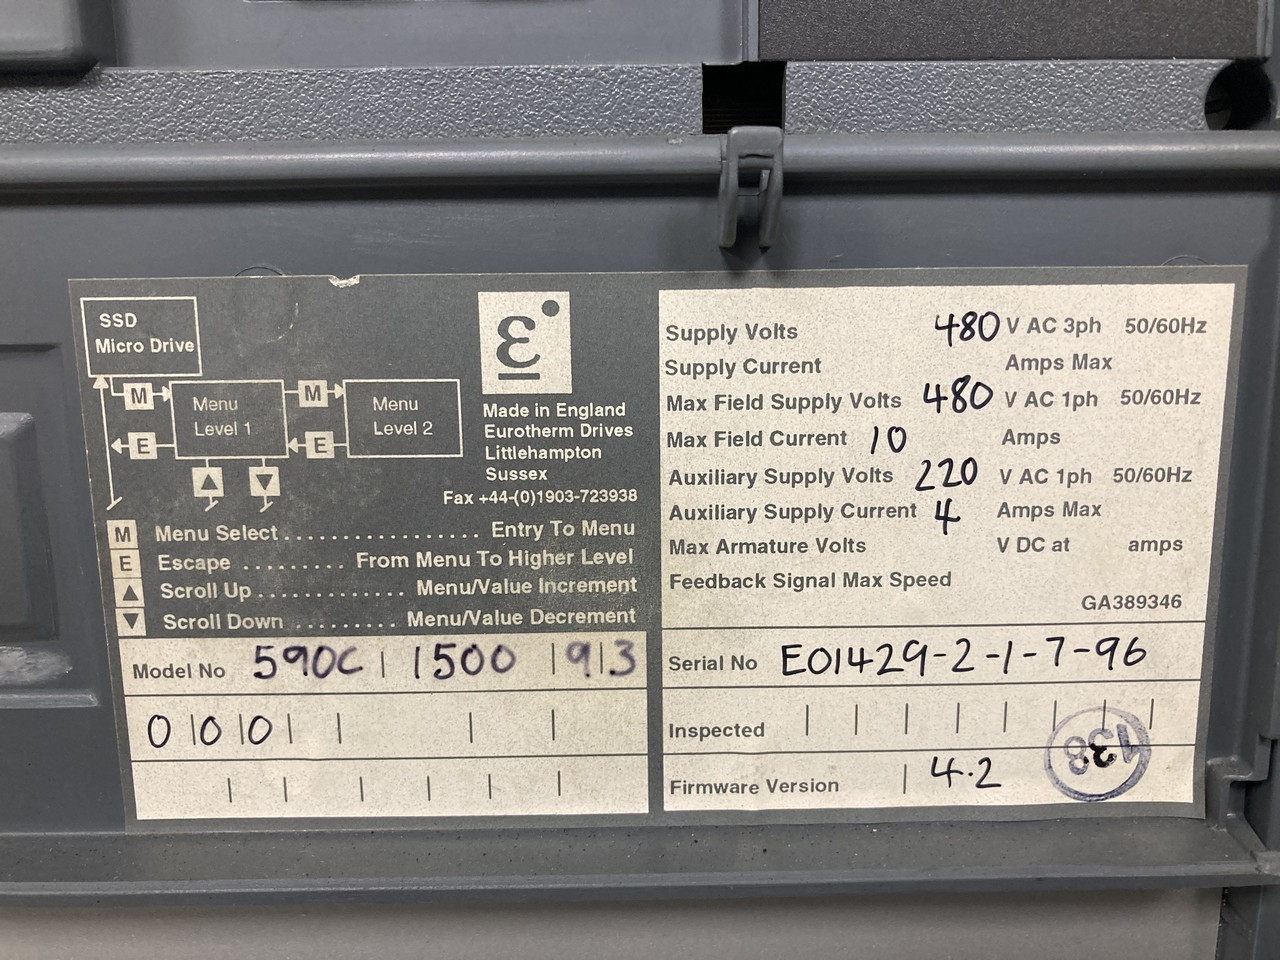 SSD
Micro Drive
M
M
Menu
Level 1
Menu
Level 2
E
E
ε
Made in England
Eurotherm Drives
Littlehampton
Sussex
Fax +44-(0)1903-723938
M Menu Select ................. Entry To Menu
E Escape ......... From Menu To Higher Level
▲ Scroll Up ............. Menu/Value Increment
▼ Scroll Down ......... Menu/Value Decrement
Model No 590C | 1500 | 9 | 3
0 | 0 | 0 | | | |
Supply Volts 480 V AC 3ph 50/60Hz
Supply Current Amps Max
Max Field Supply Volts 480 V AC 1ph 50/60Hz
Max Field Current 10 Amps
Auxiliary Supply Volts 220 V AC 1ph 50/60Hz
Auxiliary Supply Current 4 Amps Max
Max Armature Volts V DC at amps
Feedback Signal Max Speed
GA389346
Serial No E01429-2-1-7-96
Inspected
138
Firmware Version | 4.2